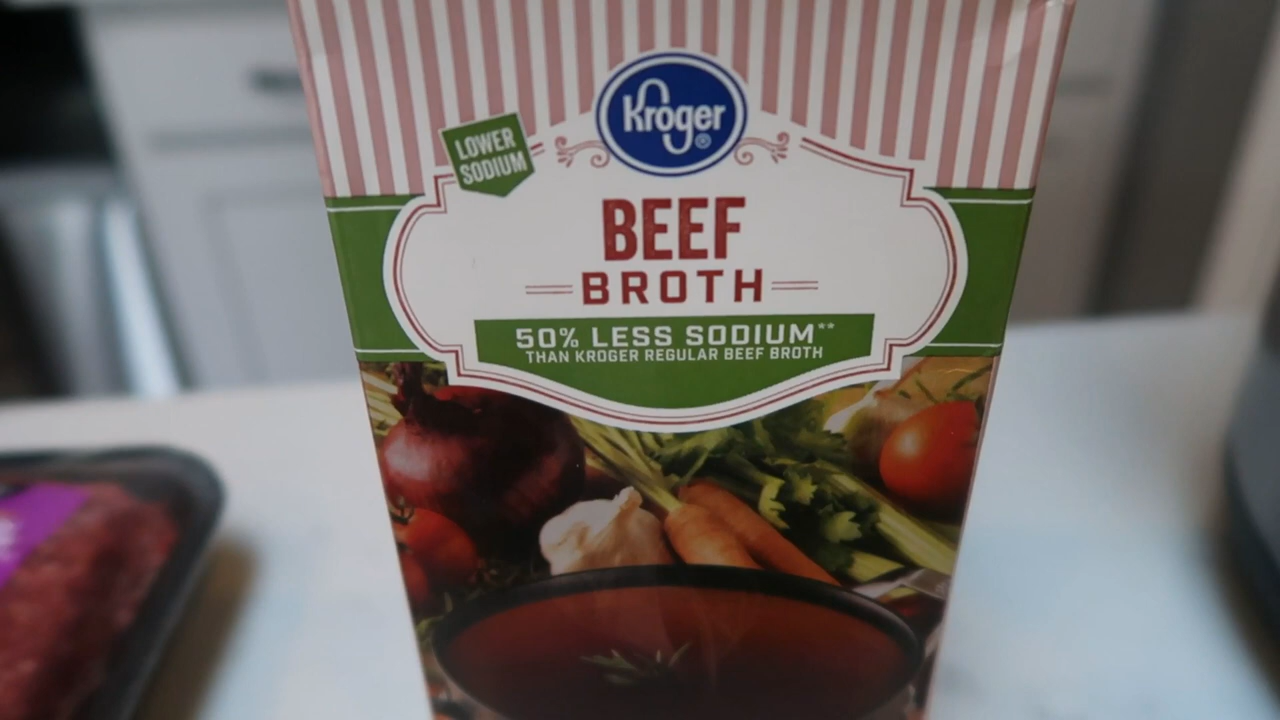 Kroger®
LOWER
SODIUM
BEEF
BROTH
50% LESS SODIUM**
THAN KROGER REGULAR BEEF BROTH